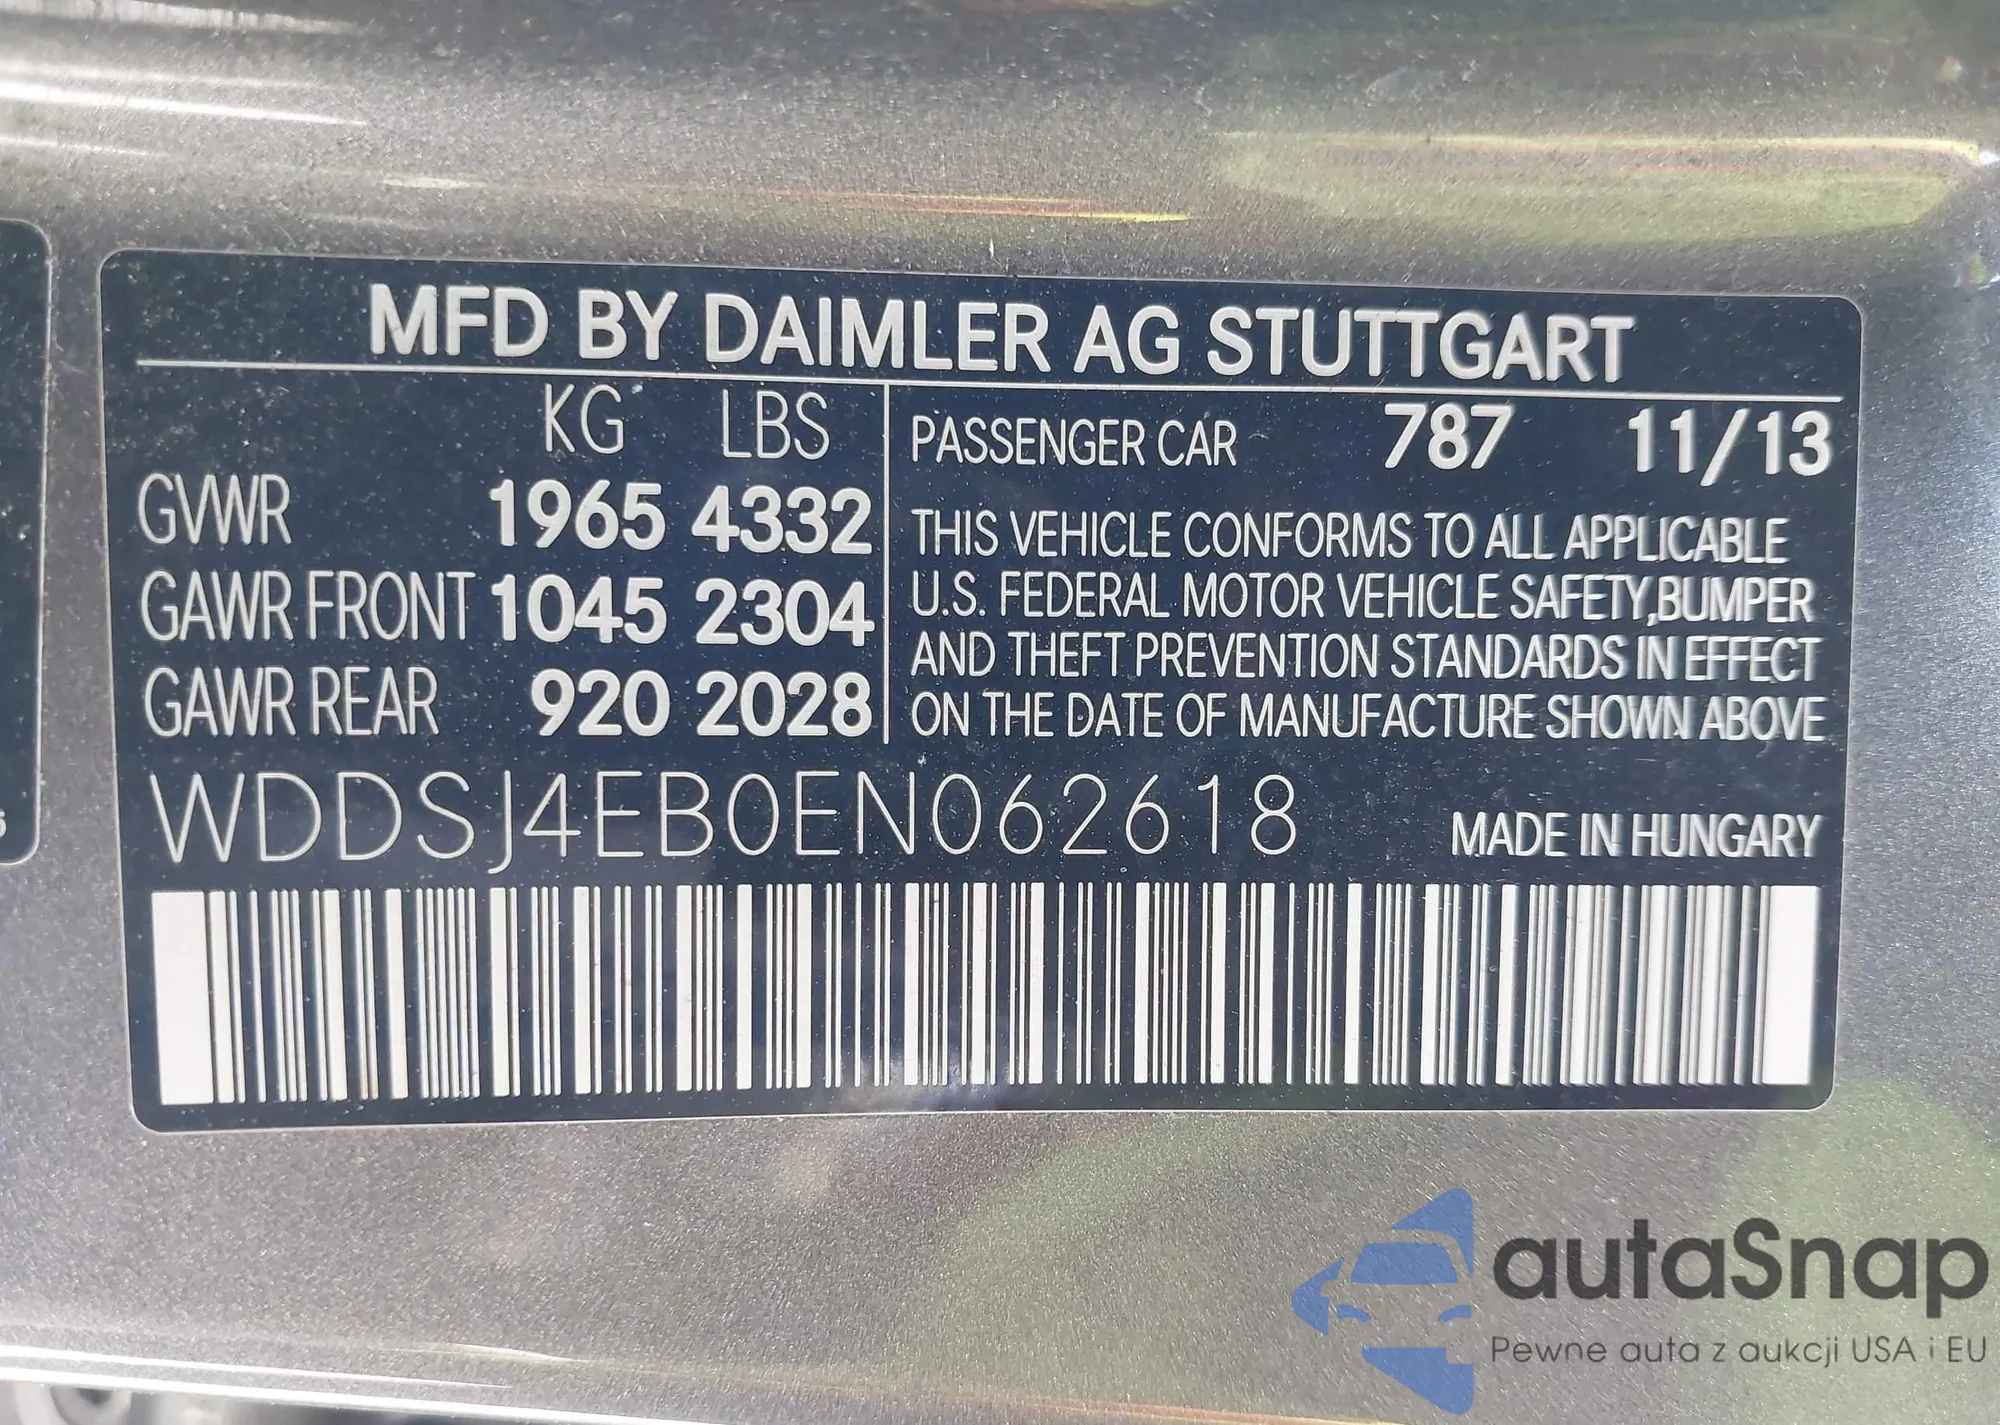 MFD BY DAIMLER AG STUTTGART
KG LBS
GVWR 1965 4332
GAWR FRONT 1045 2304
GAWR REAR 920 2028
PASSENGER CAR 787 11/13
THIS VEHICLE CONFORMS TO ALL APPLICABLE
U.S. FEDERAL MOTOR VEHICLE SAFETY,BUMPER
AND THEFT PREVENTION STANDARDS IN EFFECT
ON THE DATE OF MANUFACTURE SHOWN ABOVE
WDDSJ4EB0EN062618
MADE IN HUNGARY
autaSnap
Pewne auta z aukcji USA i EU